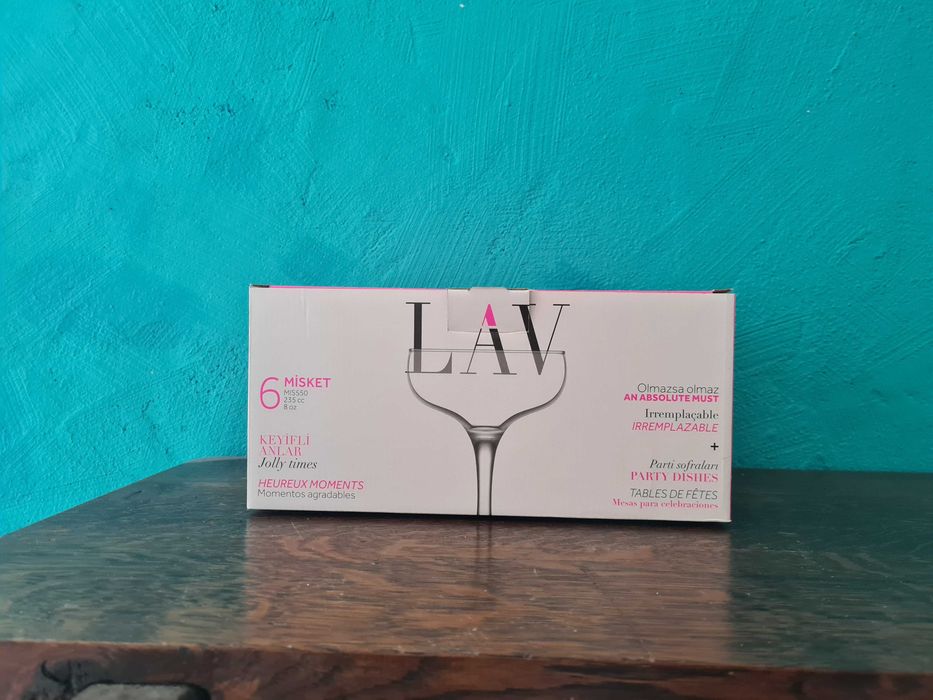 LAV
6 MİSKET
MIS550
235 cc
8 oz
KEYİFLİ
ANLAR
Jolly times
HEUREUX MOMENTS
Momentos agradables
Olmazsa olmaz
AN ABSOLUTE MUST
Irremplaçable
IRREMPLAZABLE
+
Parti sofraları
PARTY DISHES
TABLES DE FÊTES
Mesas para celebraciones